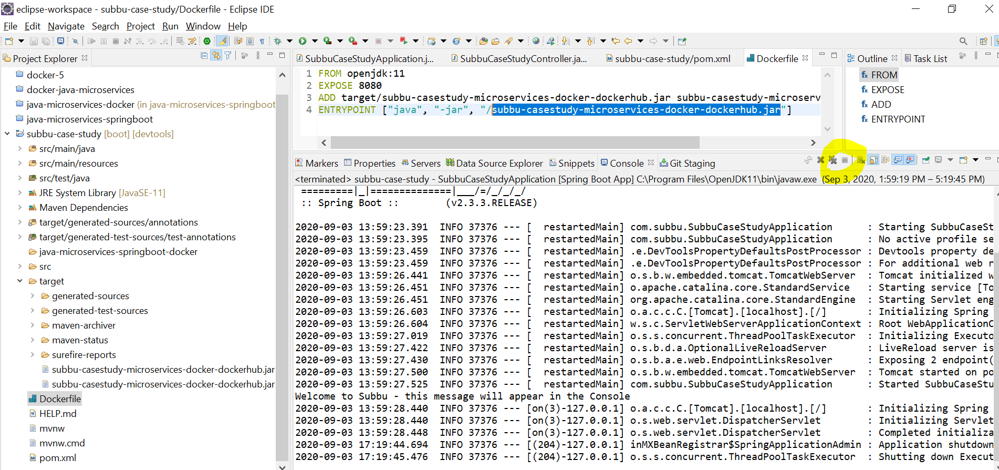 eclipse-workspace - subbu-case-study/Dockerfile - Eclipse IDE
File Edit Navigate Search Project Run Window Help
Project Explorer
docker-5
docker-java-microservices
java-microservices-docker (in java-microservices-springboot
java-microservices-springboot
subbu-case-study [boot] [devtools]
src/main/java
src/main/resources
src/test/java
JRE System Library [JavaSE-11]
Maven Dependencies
target/generated-sources/annotations
target/generated-test-sources/test-annotations
java-microservices-springboot-docker
src
target
generated-sources
generated-test-sources
maven-archiver
maven-status
surefire-reports
subbu-casestudy-microservices-docker-dockerhub.jar
subbu-casestudy-microservices-docker-dockerhub.jar
Dockerfile
HELP.md
mvnw
mvnw.cmd
pom.xml
SubbuCaseStudyApplication.j... SubbuCaseStudyController.ja... subbu-case-study/pom.xml Dockerfile
1 FROM openjdk:11
2 EXPOSE 8080
3 ADD target/subbu-casestudy-microservices-docker-dockerhub.jar subbu-casestudy-microserv
4 ENTRYPOINT ["java", "-jar", "/subbu-casestudy-microservices-docker-dockerhub.jar"]
Outline Task List
FROM
EXPOSE
ADD
ENTRYPOINT
Markers Properties Servers Data Source Explorer Snippets Console Git Staging
<terminated> subbu-case-study - SubbuCaseStudyApplication [Spring Boot App] C:\Program Files\OpenJDK11\bin\javaw.exe (Sep 3, 2020, 1:59:19 PM – 5:19:45 PM)
=========|_|==============|___/=/_/_/_/
:: Spring Boot :: (v2.3.3.RELEASE)
2020-09-03 13:59:23.391 INFO 37376 --- [ restartedMain] com.subbu.SubbuCaseStudyApplication : Starting SubbuCaseSt
2020-09-03 13:59:23.395 INFO 37376 --- [ restartedMain] com.subbu.SubbuCaseStudyApplication : No active profile se
2020-09-03 13:59:23.459 INFO 37376 --- [ restartedMain] .e.DevToolsPropertyDefaultsPostProcessor : Devtools property de
2020-09-03 13:59:23.459 INFO 37376 --- [ restartedMain] .e.DevToolsPropertyDefaultsPostProcessor : For additional web r
2020-09-03 13:59:26.441 INFO 37376 --- [ restartedMain] o.s.b.w.embedded.tomcat.TomcatWebServer : Tomcat initialized w
2020-09-03 13:59:26.451 INFO 37376 --- [ restartedMain] o.apache.catalina.core.StandardService : Starting service [To
2020-09-03 13:59:26.451 INFO 37376 --- [ restartedMain] org.apache.catalina.core.StandardEngine : Starting Servlet eng
2020-09-03 13:59:26.603 INFO 37376 --- [ restartedMain] o.a.c.c.C.[Tomcat].[localhost].[/] : Initializing Spring
2020-09-03 13:59:26.604 INFO 37376 --- [ restartedMain] w.s.c.ServletWebServerApplicationContext : Root WebApplicationC
2020-09-03 13:59:27.019 INFO 37376 --- [ restartedMain] o.s.s.concurrent.ThreadPoolTaskExecutor : Initializing Executo
2020-09-03 13:59:27.422 INFO 37376 --- [ restartedMain] o.s.b.d.a.OptionalLiveReloadServer : LiveReload server is
2020-09-03 13:59:27.430 INFO 37376 --- [ restartedMain] o.s.b.a.e.web.EndpointLinksResolver : Exposing 2 endpoint(
2020-09-03 13:59:27.500 INFO 37376 --- [ restartedMain] o.s.b.w.embedded.tomcat.TomcatWebServer : Tomcat started on po
2020-09-03 13:59:27.525 INFO 37376 --- [ restartedMain] com.subbu.SubbuCaseStudyApplication : Started SubbuCaseStu
Welcome to Subbu - this message will appear in the Console
2020-09-03 13:59:28.440 INFO 37376 --- [on(3)-127.0.0.1] o.a.c.c.C.[Tomcat].[localhost].[/] : Initializing Spring
2020-09-03 13:59:28.440 INFO 37376 --- [on(3)-127.0.0.1] o.s.web.servlet.DispatcherServlet : Initializing Servlet
2020-09-03 13:59:28.448 INFO 37376 --- [on(3)-127.0.0.1] o.s.web.servlet.DispatcherServlet : Completed initializa
2020-09-03 17:19:44.694 INFO 37376 --- [(204)-127.0.0.1] inMXBeanRegistrar$SpringApplicationAdmin : Application shutdown
2020-09-03 17:19:45.476 INFO 37376 --- [(204)-127.0.0.1] o.s.s.concurrent.ThreadPoolTaskExecutor : Shutting down Execut